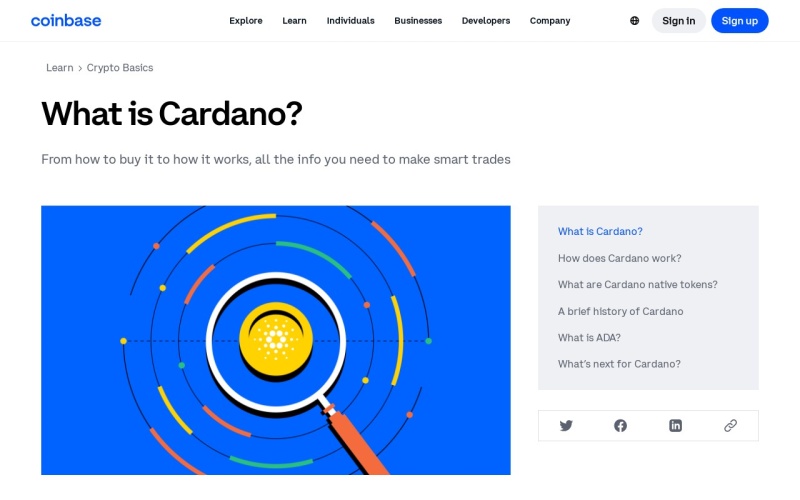 coinbase
Explore Learn Individuals Businesses Developers Company
Sign in
Sign up
Learn › Crypto Basics
What is Cardano?
From how to buy it to how it works, all the info you need to make smart trades
What is Cardano?
How does Cardano work?
What are Cardano native tokens?
A brief history of Cardano
What is ADA?
What's next for Cardano?